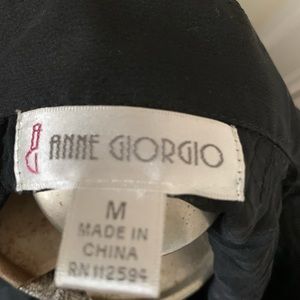 ANNE GIORGIO
M
MADE IN
CHINA
RN 112594